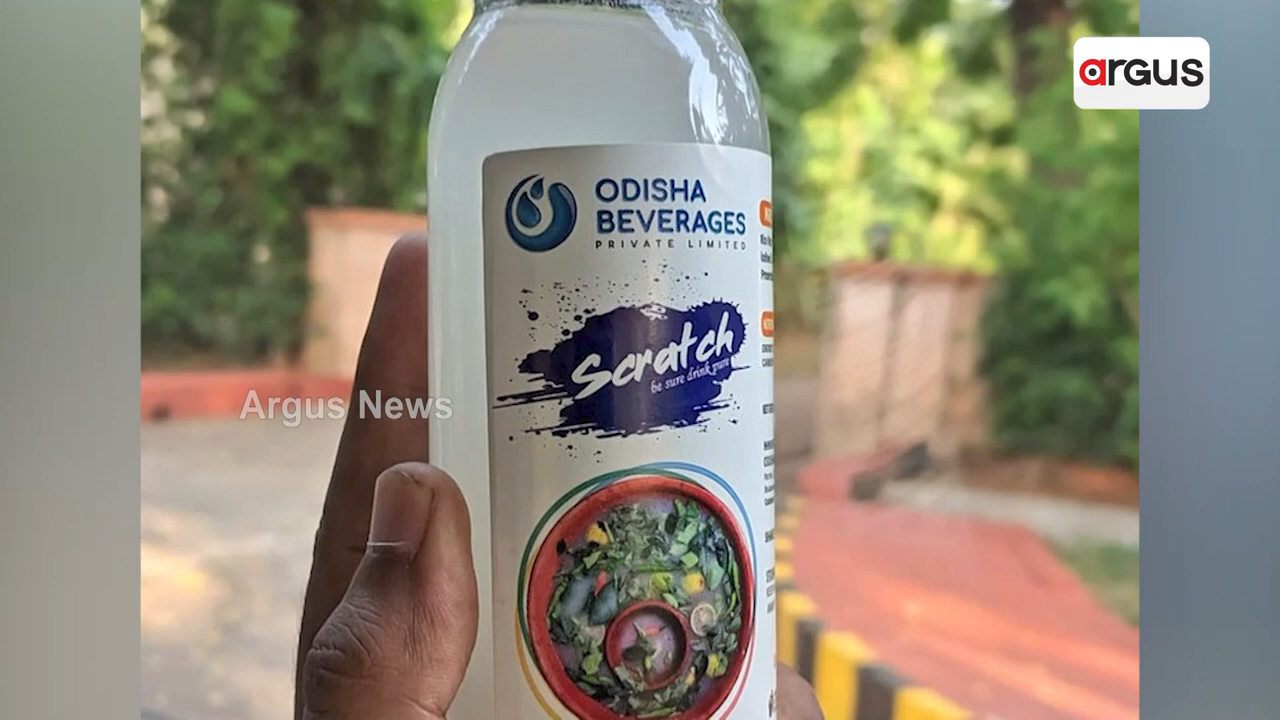 argus
ODISHA
BEVERAGES
PRIVATE LIMITED
Scratch
be sure drink pure
Argus News